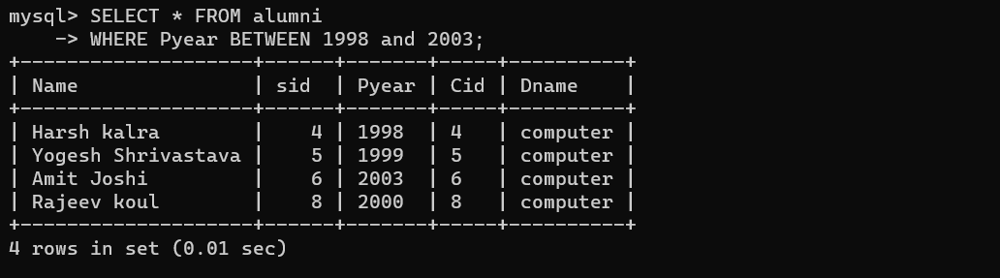 mysql> SELECT * FROM alumni
    -> WHERE Pyear BETWEEN 1998 and 2003;
+--------------------+------+-------+-----+----------+
| Name               | sid  | Pyear | Cid | Dname    |
+--------------------+------+-------+-----+----------+
| Harsh kalra        |    4 | 1998  | 4   | computer |
| Yogesh Shrivastava |    5 | 1999  | 5   | computer |
| Amit Joshi         |    6 | 2003  | 6   | computer |
| Rajeev koul        |    8 | 2000  | 8   | computer |
+--------------------+------+-------+-----+----------+
4 rows in set (0.01 sec)